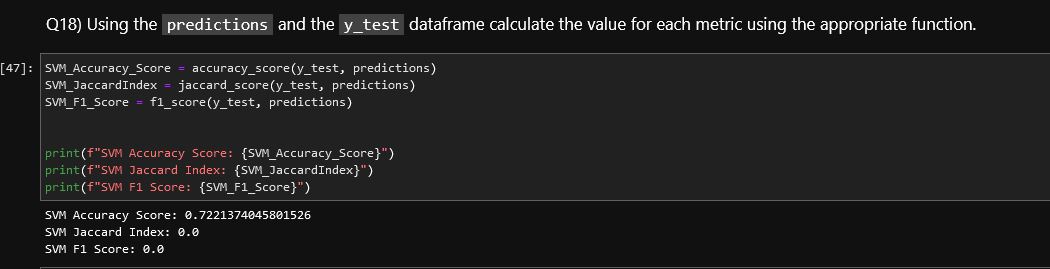 Q18) Using the predictions and the y_test dataframe calculate the value for each metric using the appropriate function.
[47]:
SVM_Accuracy_Score = accuracy_score(y_test, predictions)
SVM_JaccardIndex = jaccard_score(y_test, predictions)
SVM_F1_Score = f1_score(y_test, predictions)
print(f"SVM Accuracy Score: {SVM_Accuracy_Score}")
print(f"SVM Jaccard Index: {SVM_JaccardIndex}")
print(f"SVM F1 Score: {SVM_F1_Score}")
SVM Accuracy Score: 0.7221374045801526
SVM Jaccard Index: 0.0
SVM F1 Score: 0.0